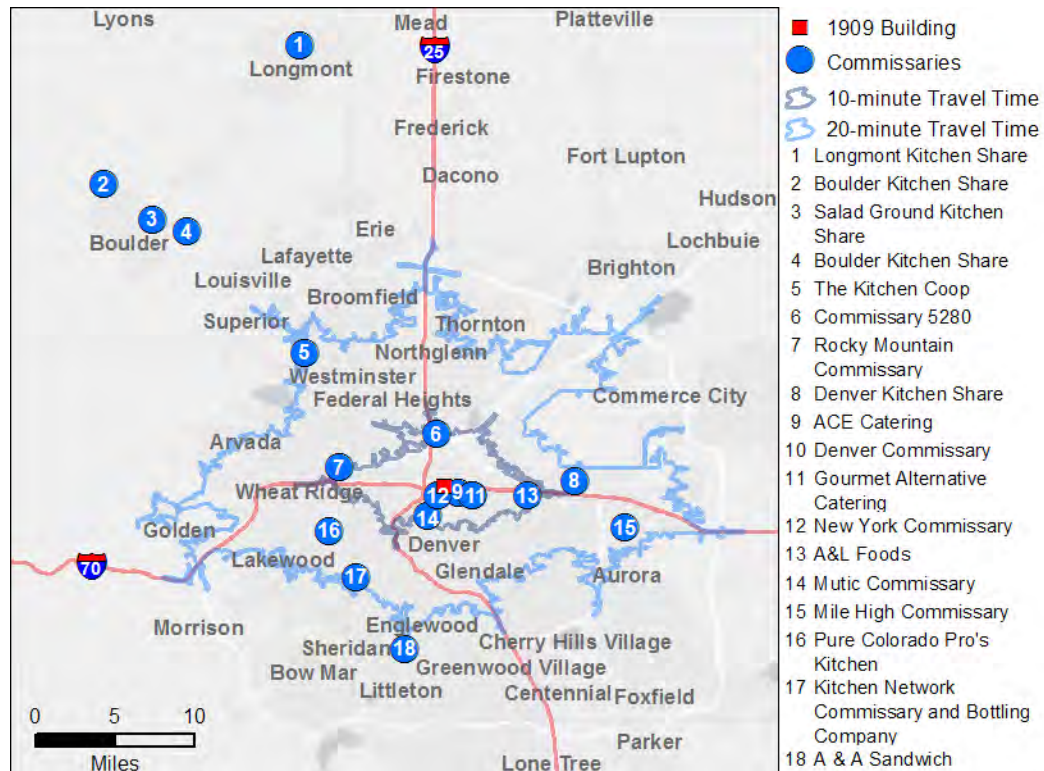 Lyons
Mead
Platteville
1
25
Longmont
Firestone
Frederick
Fort Lupton
Dacono
2
Hudson
3
4
Boulder
Erie
Lochbuie
Lafayette
Brighton
Louisville
Broomfield
Superior
Thornton
5
Northglenn
Westminster
Federal Heights
Commerce City
6
Arvada
7
8
Wheat Ridge
12
9
11
13
14
15
16
Golden
Denver
Lakewood
70
Glendale
Aurora
17
Morrison
Englewood
Sheridan
18
Cherry Hills Village
Bow Mar
Greenwood Village
Littleton
Centennial
Foxfield
0 5 10
Miles
Parker
Lone Tree
1909 Building
Commissaries
10-minute Travel Time
20-minute Travel Time
1 Longmont Kitchen Share
2 Boulder Kitchen Share
3 Salad Ground Kitchen
Share
4 Boulder Kitchen Share
5 The Kitchen Coop
6 Commissary 5280
7 Rocky Mountain
Commissary
8 Denver Kitchen Share
9 ACE Catering
10 Denver Commissary
11 Gourmet Alternative
Catering
12 New York Commissary
13 A&L Foods
14 Mutic Commissary
15 Mile High Commissary
16 Pure Colorado Pro's
Kitchen
17 Kitchen Network
Commissary and Bottling
Company
18 A & A Sandwich